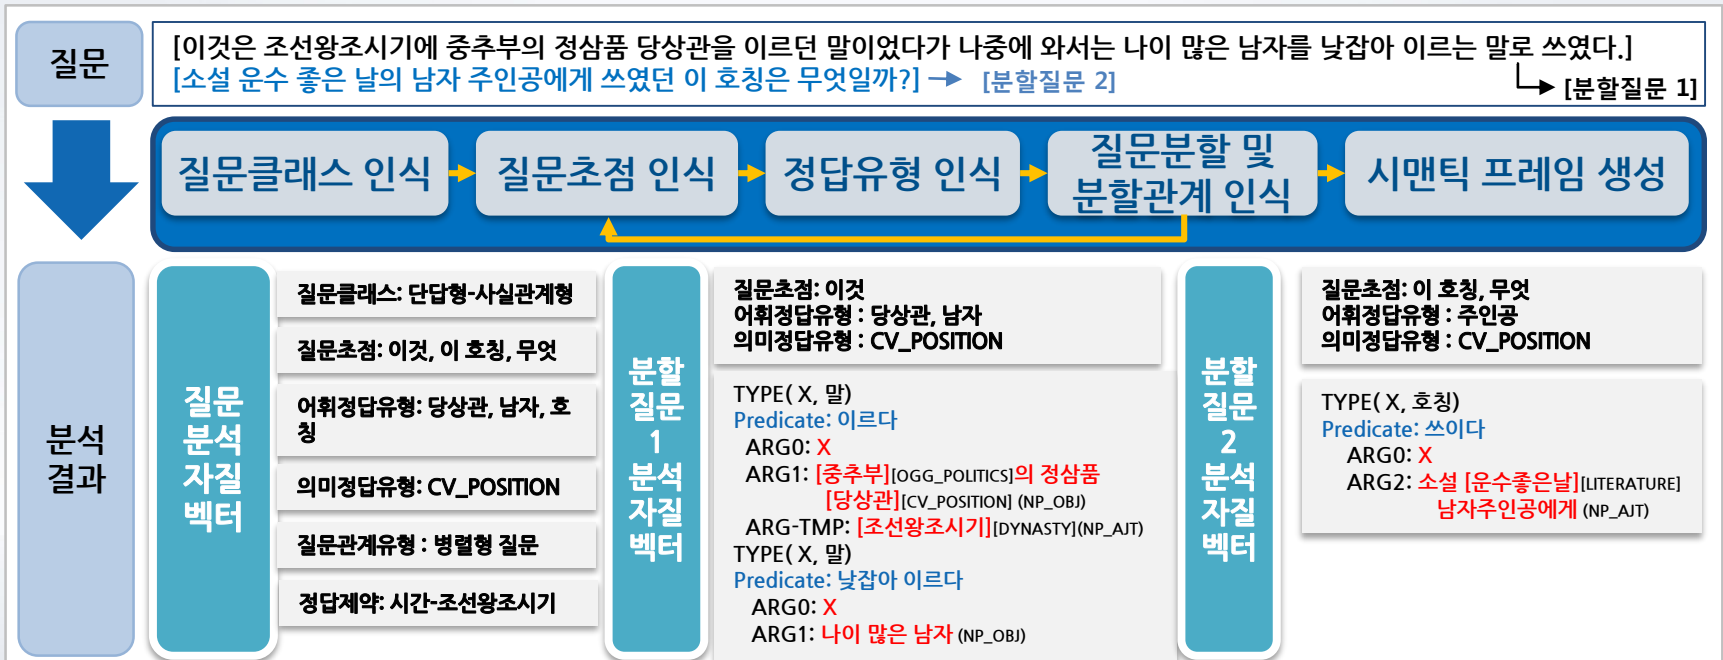 질문
[이것은 조선왕조시기에 중추부의 정삼품 당상관을 이르던 말이었다가 나중에 와서는 나이 많은 남자를 낮잡아 이르는 말로 쓰였다.]
[소설 운수 좋은 날의 남자 주인공에게 쓰였던 이 호칭은 무엇일까?] → [분할질문 2]
[분할질문 1]
질문클래스 인식
질문초점 인식
정답유형 인식
질문분할 및
분할관계 인식
시맨틱 프레임 생성
분석
결과
질문
분석
자질
벡터
질문클래스: 단답형-사실관계형
질문초점: 이것, 이 호칭, 무엇
어휘정답유형: 당상관, 남자, 호
칭
의미정답유형: CV_POSITION
질문관계유형 : 병렬형 질문
정답제약: 시간-조선왕조시기
분할
질문
1
분석
자질
벡터
질문초점: 이것
어휘정답유형 : 당상관, 남자
의미정답유형 : CV_POSITION
TYPE( X, 말)
Predicate: 이르다
ARG0: X
ARG1: [중추부][OGG_POLITICS]의 정삼품
[당상관][CV_POSITION] (NP_OBJ)
ARG-TMP: [조선왕조시기][DYNASTY](NP_AJT)
TYPE( X, 말)
Predicate: 낮잡아 이르다
ARG0: X
ARG1: 나이 많은 남자 (NP_OBJ)
분할
질문
2
분석
자질
벡터
질문초점: 이 호칭, 무엇
어휘정답유형 : 주인공
의미정답유형 : CV_POSITION
TYPE( X, 호칭)
Predicate: 쓰이다
ARG0: X
ARG2: 소설 [운수좋은날][LITERATURE]
남자주인공에게 (NP_AJT)